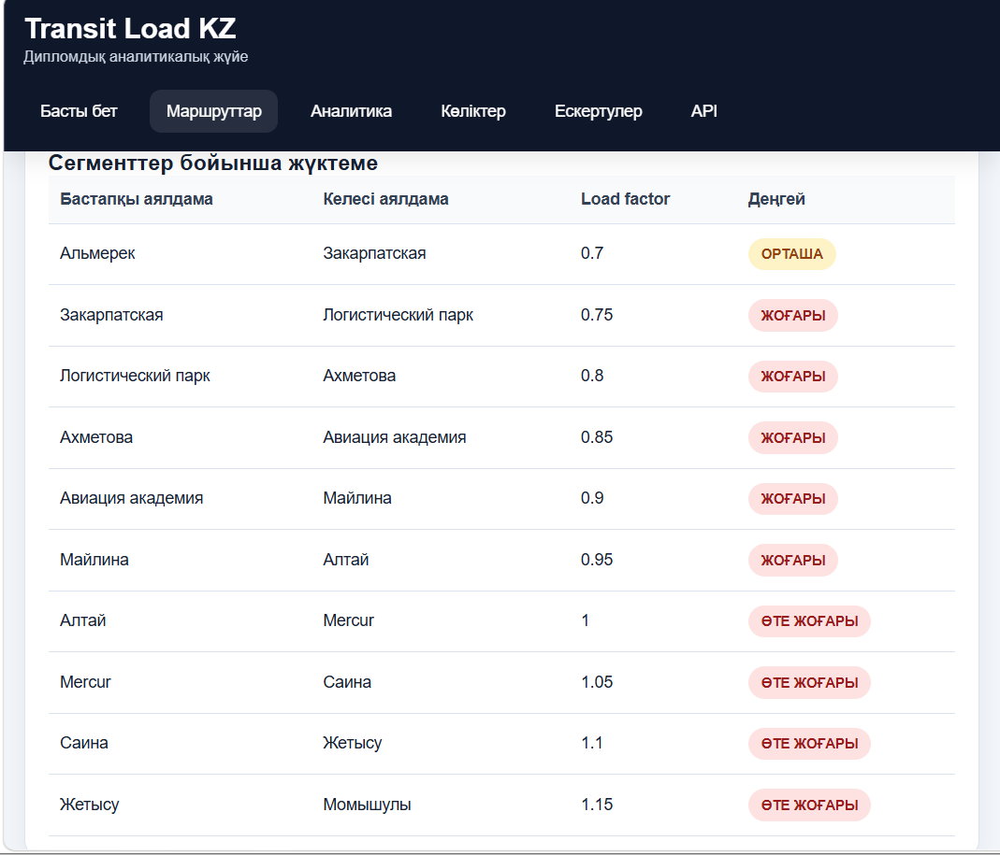 Transit Load KZ
Дипломдық аналитикалық жүйе
Басты бет Маршруттар Аналитика Көліктер Ескертулер API
Сегменттер бойынша жүктеме
Бастапқы аялдама Келесі аялдама Load factor Деңгей
Альмерек Закарпатская 0.7 ОРТАША
Закарпатская Логистический парк 0.75 ЖОҒАРЫ
Логистический парк Ахметова 0.8 ЖОҒАРЫ
Ахметова Авиация академия 0.85 ЖОҒАРЫ
Авиация академия Майлина 0.9 ЖОҒАРЫ
Майлина Алтай 0.95 ЖОҒАРЫ
Алтай Mercur 1 ӨТЕ ЖОҒАРЫ
Mercur Саина 1.05 ӨТЕ ЖОҒАРЫ
Саина Жетысу 1.1 ӨТЕ ЖОҒАРЫ
Жетысу Момышулы 1.15 ӨТЕ ЖОҒАРЫ